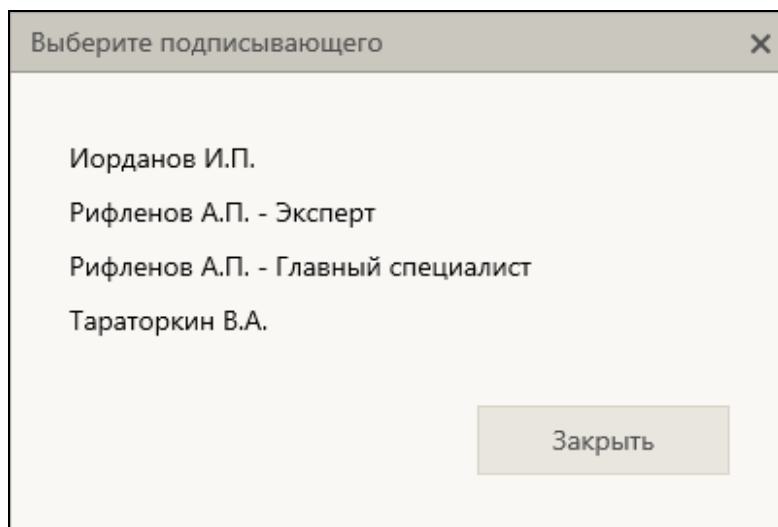 Выберите подписывающего
Иорданов И.П.
Рифленов А.П. - Эксперт
Рифленов А.П. - Главный специалист
Тараторкин В.А.
Закрыть